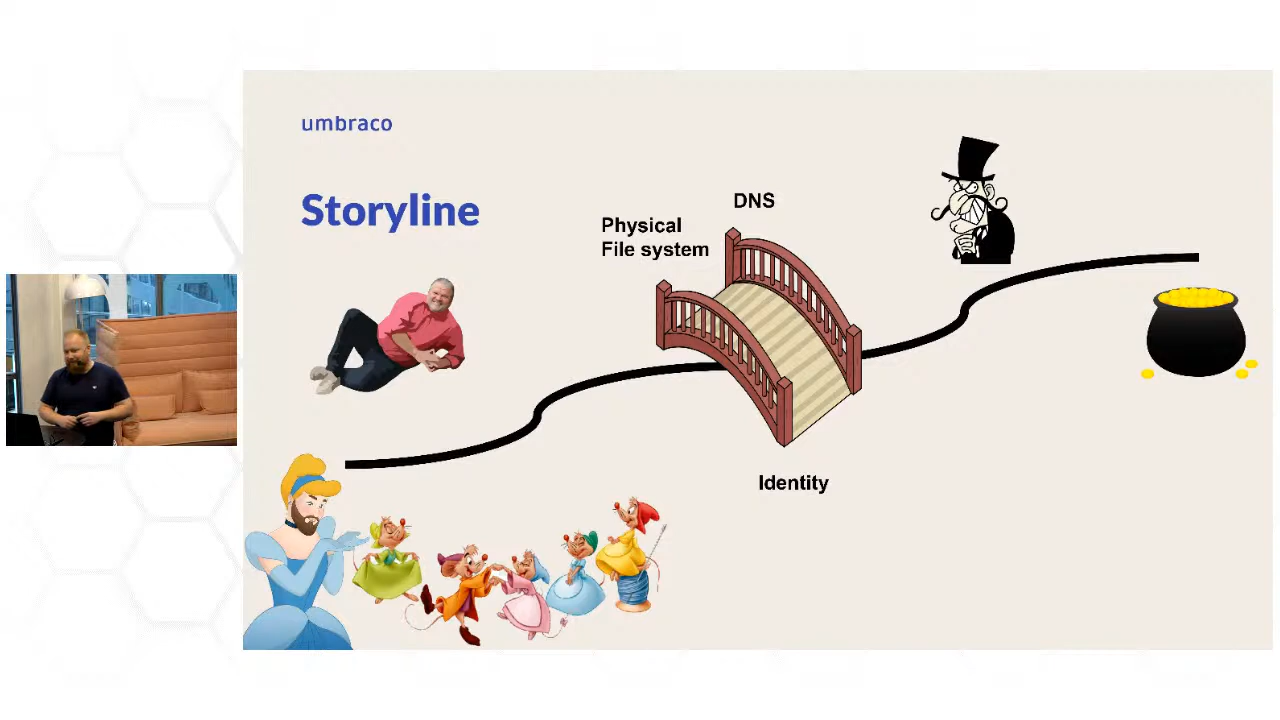 umbraco
Storyline
DNS
Physical
File system
Identity